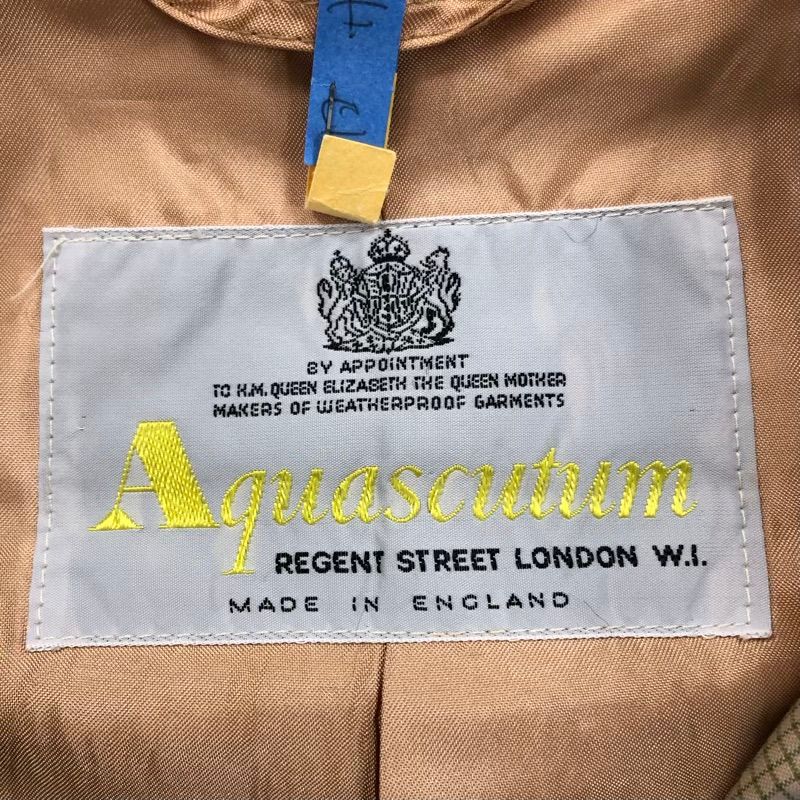 BY APPOINTMENT
TO H.M. QUEEN ELIZABETH THE QUEEN MOTHER
MAKERS OF WEATHERPROOF GARMENTS
Aquascutum
REGENT STREET LONDON W.I.
MADE IN ENGLAND